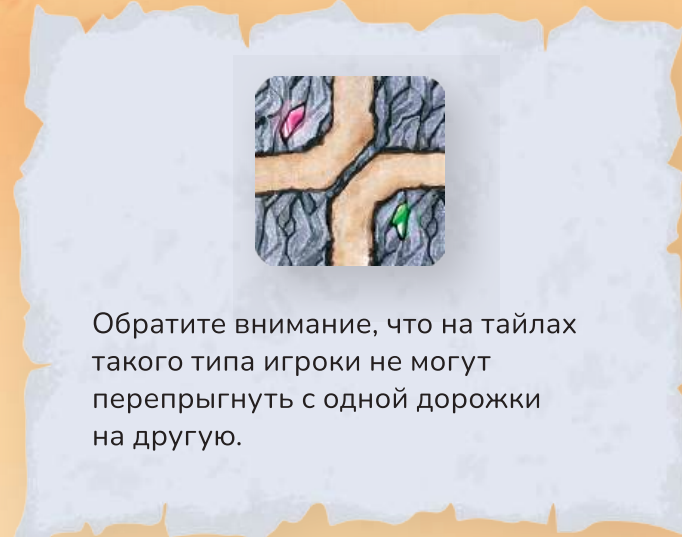 Обратите внимание, что на тайлах
такого типа игроки не могут
перепрыгнуть с одной дорожки
на другую.